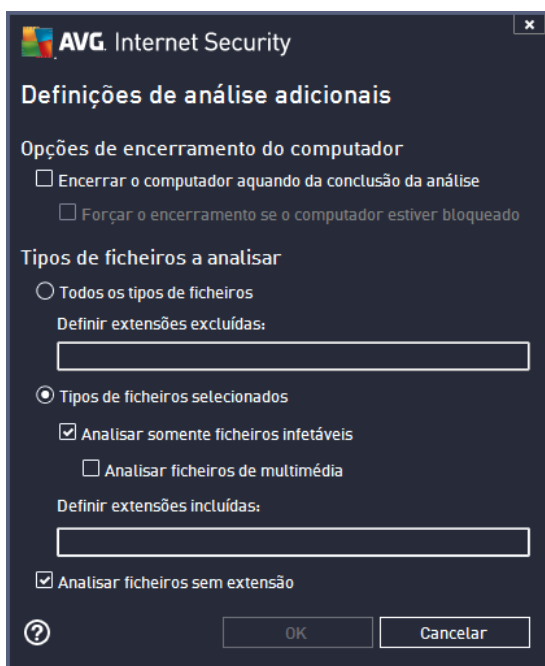 AVG. Internet Security
x
Definições de análise adicionais
Opções de encerramento do computador
Encerrar o computador aquando da conclusão da análise
Forçar o encerramento se o computador estiver bloqueado
Tipos de ficheiros a analisar
Todos os tipos de ficheiros
Definir extensões excluídas:
Tipos de ficheiros selecionados
Analisar somente ficheiros infetáveis
Analisar ficheiros de multimédia
Definir extensões incluídas:
Analisar ficheiros sem extensão
?
OK
Cancelar